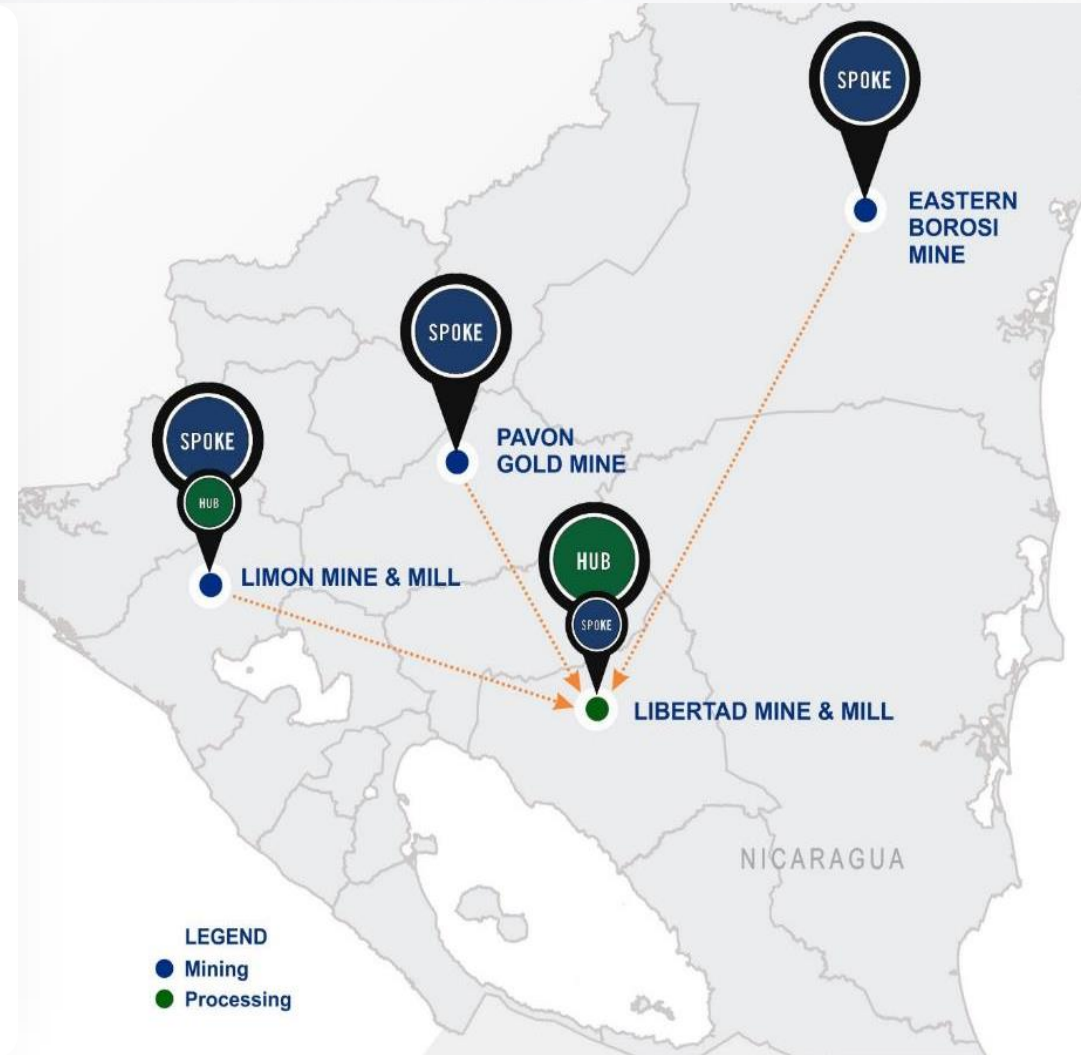 SPOKE
EASTERN
BOROSI
MINE
SPOKE
PAVON
GOLD MINE
SPOKE
HUB
LIMON MINE & MILL
HUB
SPOKE
LIBERTAD MINE & MILL
NICARAGUA
LEGEND
Mining
Processing